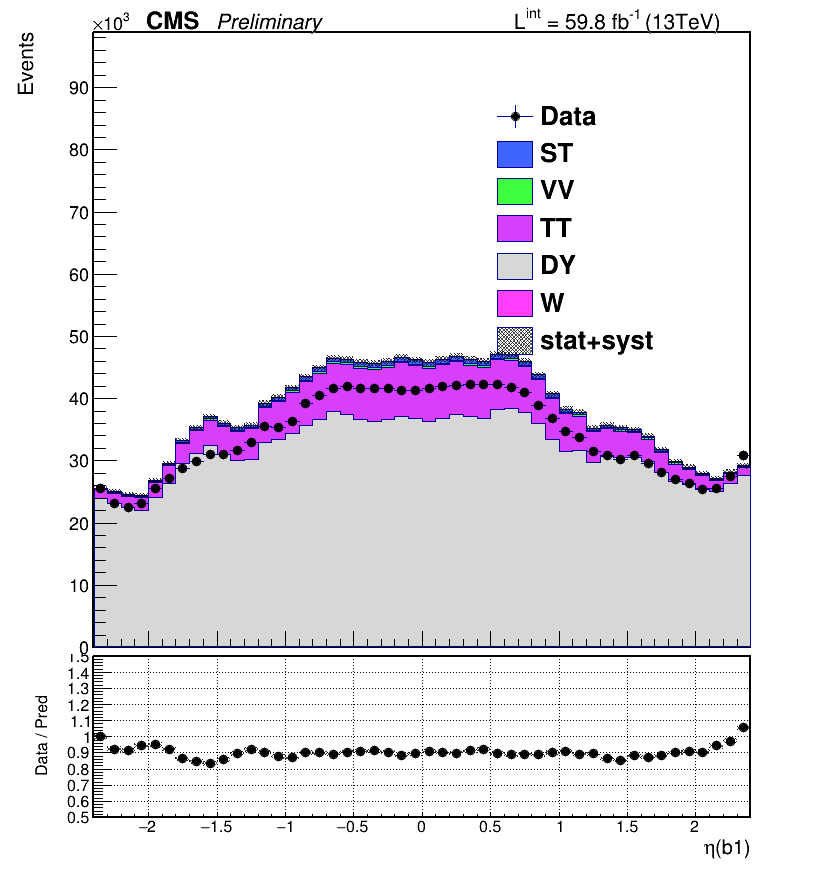 ×10³ CMS Preliminary L^int = 59.8 fb⁻¹ (13TeV)
Events
90
80
70
60
50
40
30
20
10
0
Data
ST
VV
TT
DY
W
stat+syst
Data / Pred
1.5
1.4
1.3
1.2
1.1
1
0.9
0.8
0.7
0.6
0.5
−2 −1.5 −1 −0.5 0 0.5 1 1.5 2
η(b1)